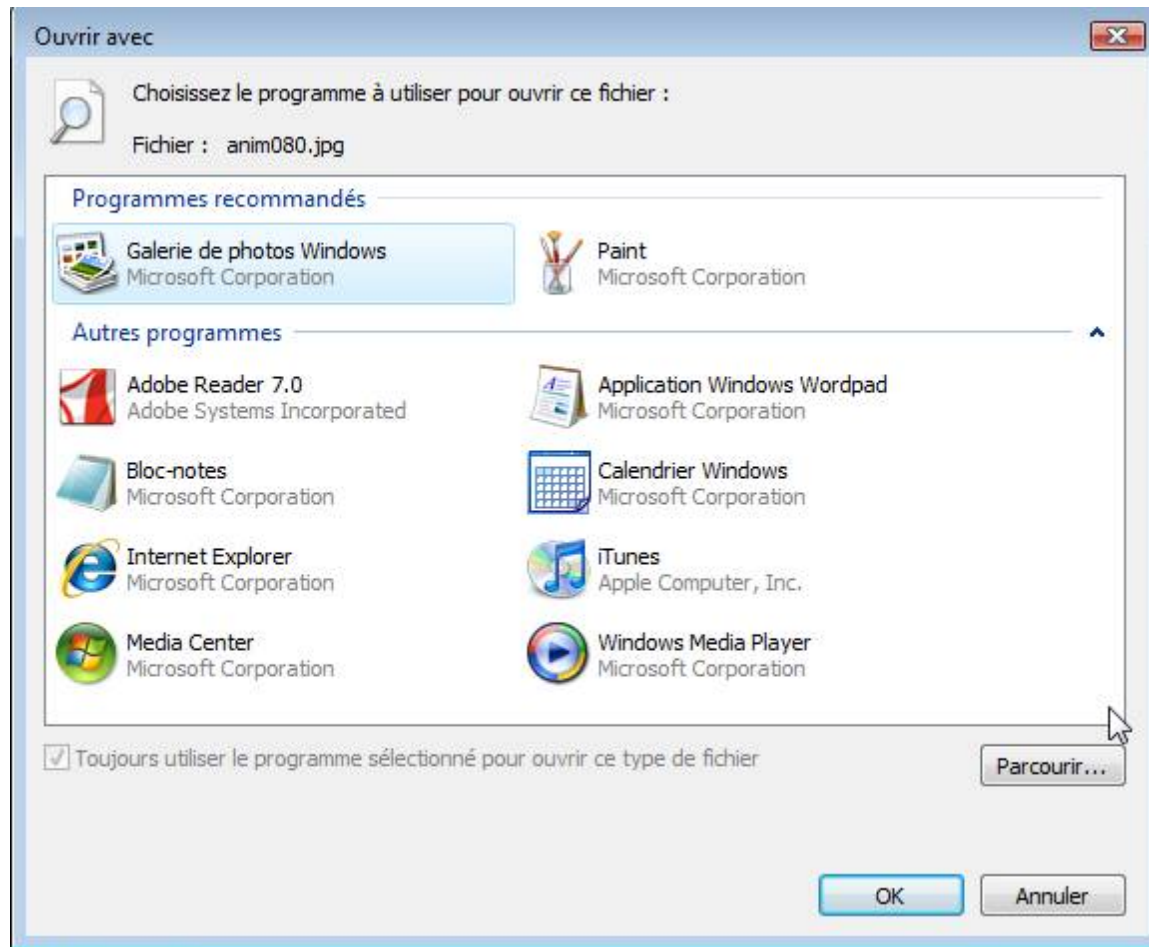 Ouvrir avec
Choisissez le programme à utiliser pour ouvrir ce fichier :
Fichier : anim080.jpg
Programmes recommandés
Galerie de photos Windows
Microsoft Corporation
Paint
Microsoft Corporation
Autres programmes
Adobe Reader 7.0
Adobe Systems Incorporated
Application Windows Wordpad
Microsoft Corporation
Bloc-notes
Microsoft Corporation
Calendrier Windows
Microsoft Corporation
Internet Explorer
Microsoft Corporation
iTunes
Apple Computer, Inc.
Media Center
Microsoft Corporation
Windows Media Player
Microsoft Corporation
Toujours utiliser le programme sélectionné pour ouvrir ce type de fichier
Parcourir...
OK
Annuler